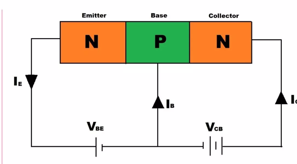 Emitter Base Collector
N P N
IE IB IC
VBE VCB